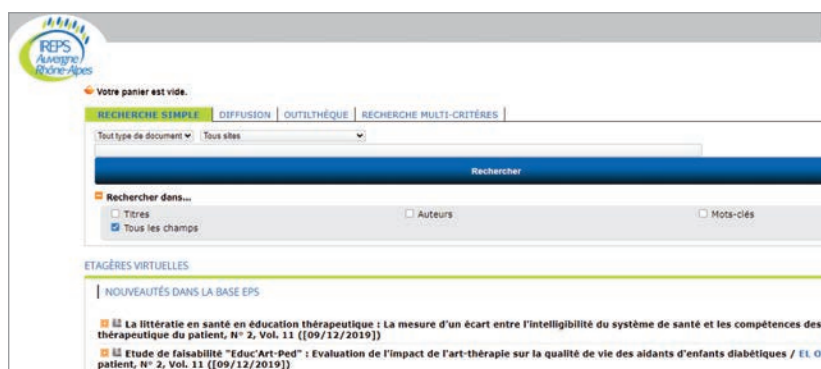 IREPS
Auvergne
Rhône-Alpes
Votre panier est vide.
RECHERCHE SIMPLE DIFFUSION OUTILTHÈQUE RECHERCHE MULTI-CRITÈRES
Tout type de document Tous sites
Rechercher
Rechercher dans...
Titres Auteurs Mots-clés
Tous les champs
ETAGÈRES VIRTUELLES
NOUVEAUTÉS DANS LA BASE EPS
La littératie en santé en éducation thérapeutique : La mesure d'un écart entre l'intelligibilité du système de santé et les compétences des
thérapeutique du patient, N° 2, Vol. 11 ([09/12/2019])
Etude de faisabilité "Educ'Art-Ped" : Evaluation de l'impact de l'art-thérapie sur la qualité de vie des aidants d'enfants diabétiques / EL O
patient, N° 2, Vol. 11 ([09/12/2019])